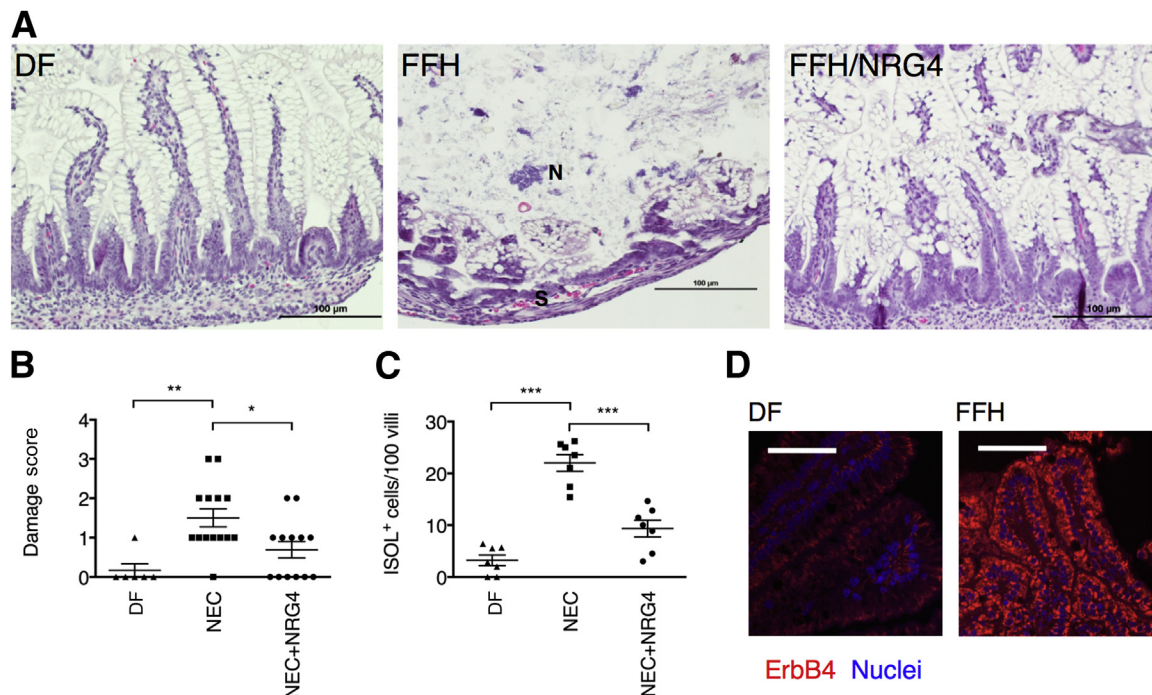 A
DF
FFH
FFH/NRG4
N
S
100 µm
100 µm
100 µm
B
**
*
Damage score
4
3
2
1
0
DF
NEC
NEC+NRG4
C
***
***
ISOL+ cells/100 villi
30
20
10
0
DF
NEC
NEC+NRG4
D
DF
FFH
ErbB4 Nuclei